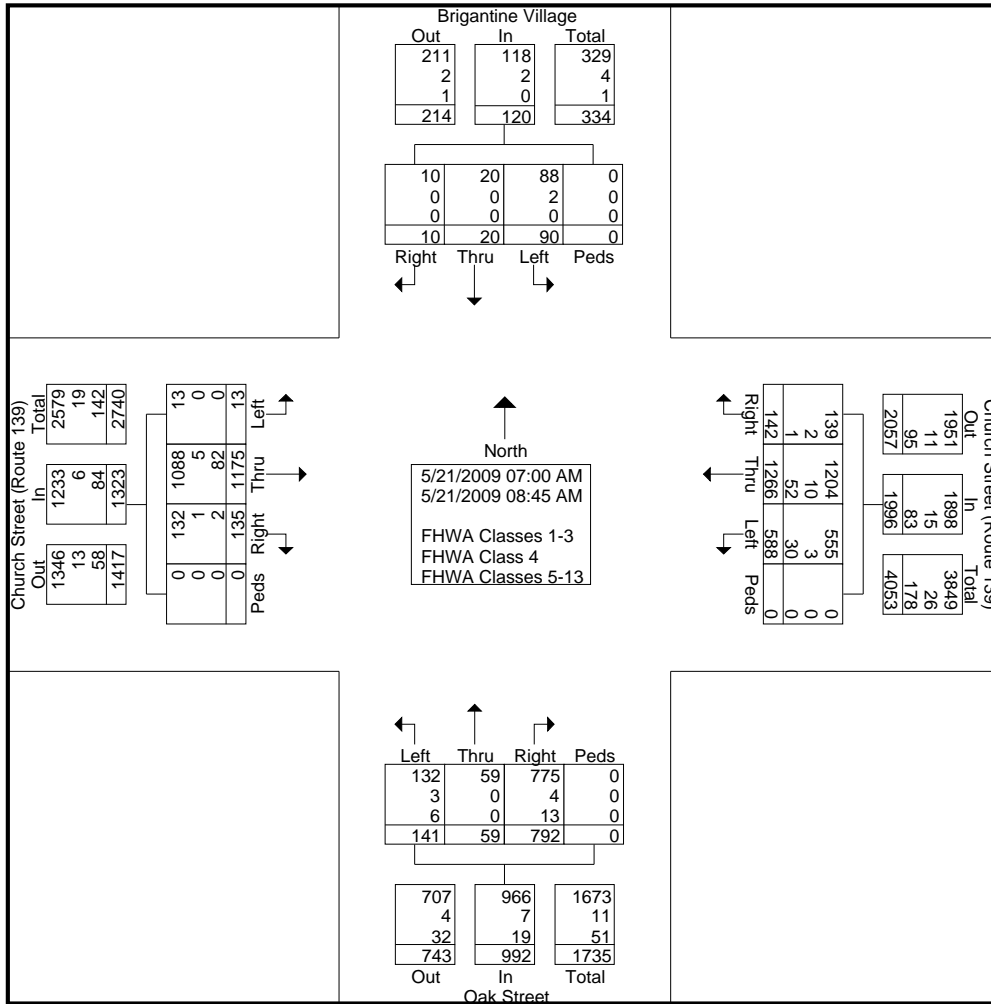 Brigantine Village
Out In Total
211 118 329
2 2 4
1 0 1
214 120 334
10 20 88 0
0 0 2 0
0 0 0 0
10 20 90 0
Right Thru Left Peds
Church Street (Route 139)
Total In Out
2579 1233 1346
19 6 13
142 84 58
2740 1323 1417
13 1088 132 0
0 5 1 0
0 82 2 0
13 1175 135 0
Left Thru Right Peds
North
5/21/2009 07:00 AM
5/21/2009 08:45 AM
FHWA Classes 1-3
FHWA Class 4
FHWA Classes 5-13
Right Thru Left Peds
139 1204 555 0
2 10 3 0
1 52 30 0
142 1266 588 0
Church Street (Route 139)
Out In Total
1951 1898 3849
11 15 26
95 83 178
2057 1996 4053
Left Thru Right Peds
132 59 775 0
3 0 4 0
6 0 13 0
141 59 792 0
707 966 1673
4 7 11
32 19 51
743 992 1735
Out In Total
Oak Street